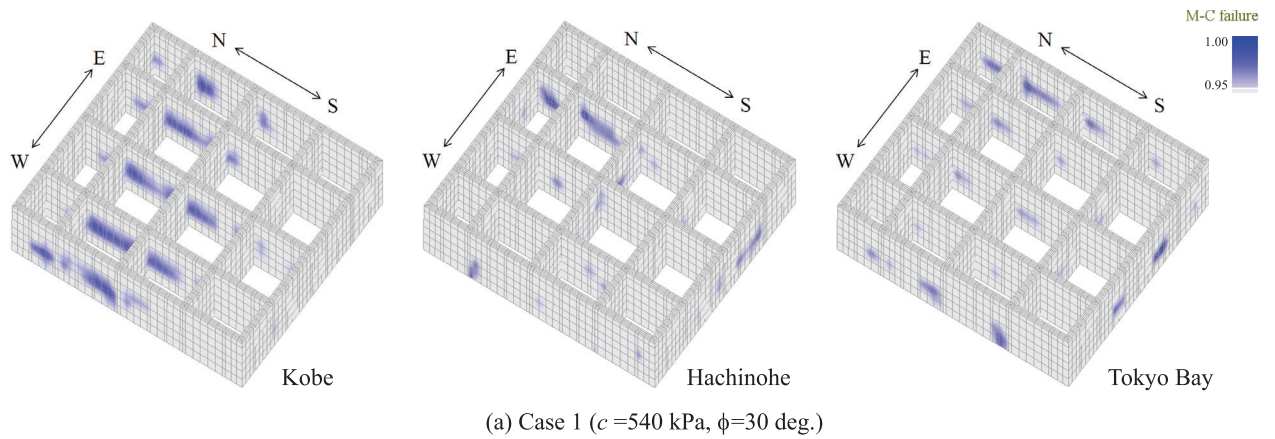 M-C failure
1.00
0.95
N
E
S
W
N
E
S
W
N
E
S
W
Kobe
Hachinohe
Tokyo Bay
(a) Case 1 (c =540 kPa, ϕ=30 deg.)